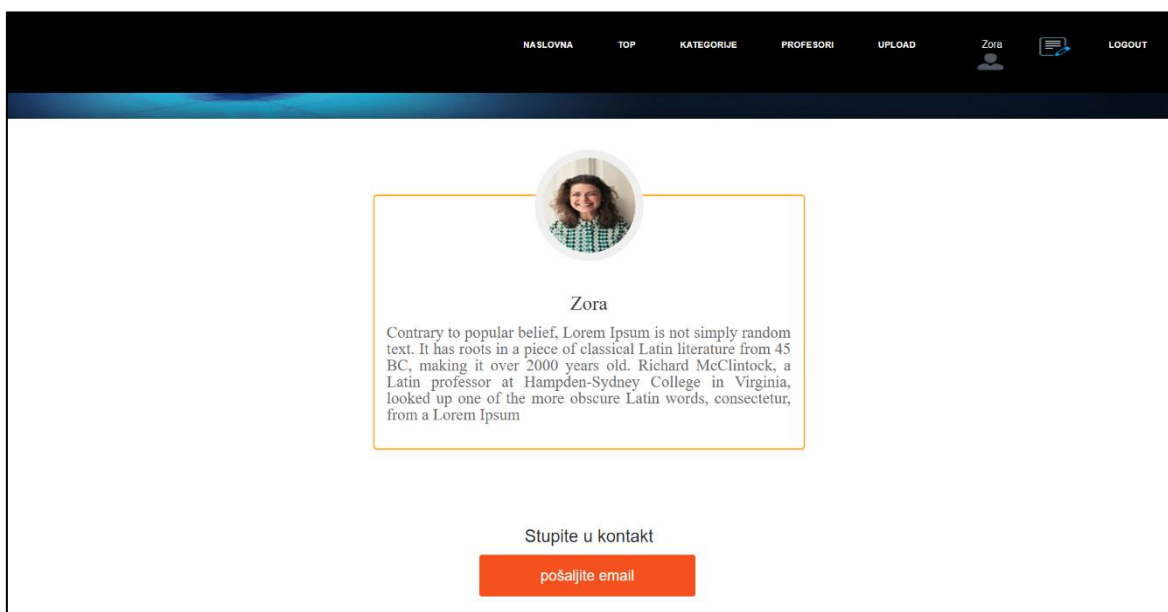 NASLOVNA TOP KATEGORIJE PROFESORI UPLOAD Zora LOGOUT
Zora
Contrary to popular belief, Lorem Ipsum is not simply random
text. It has roots in a piece of classical Latin literature from 45
BC, making it over 2000 years old. Richard McClintock, a
Latin professor at Hampden-Sydney College in Virginia,
looked up one of the more obscure Latin words, consectetur,
from a Lorem Ipsum
Stupite u kontakt
pošaljite email